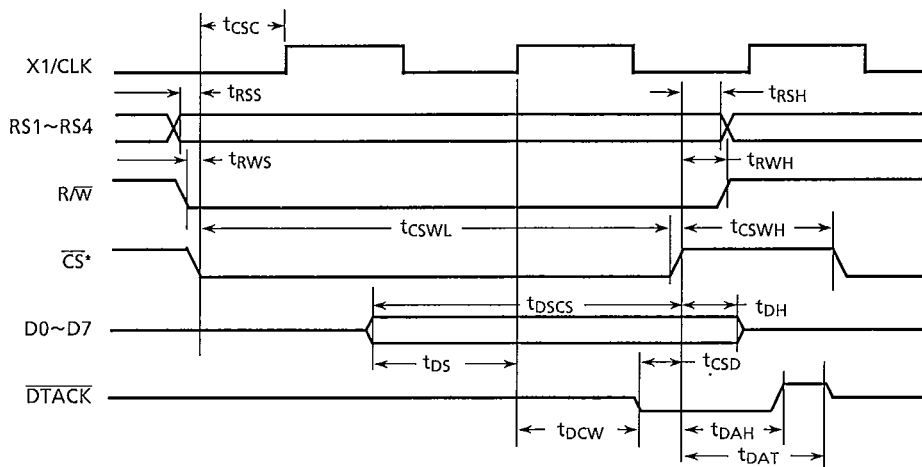 tCSC
X1/CLK
tRSS
tRSH
RS1~RS4
tRWS
tRWH
R/W
tCSWL
tCSWH
CS*
tDSCS
tDH
D0~D7
tDS
tCSD
DTACK
tDCW
tDAH
tDAT